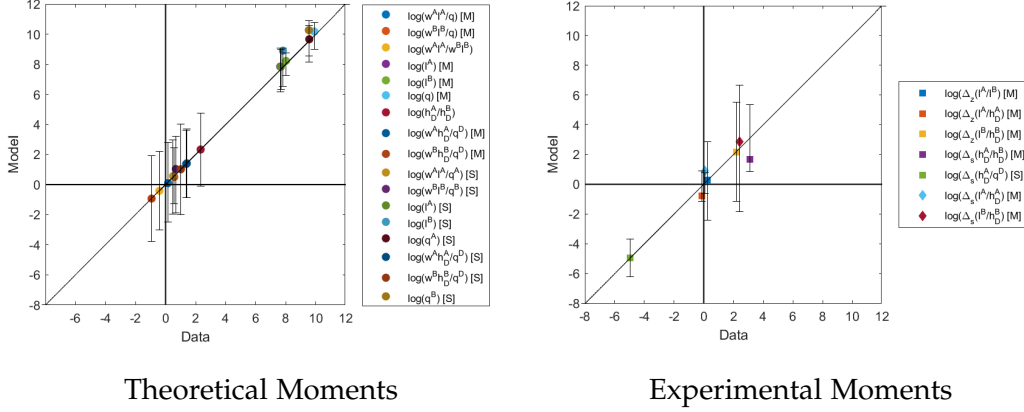 12
10
8
6
4
2
0
-2
-4
-6
-8
Model
-8 -6 -4 -2 0 2 4 6 8 10 12
Data
log(w^A l^A/q) [M]
log(w^B l^B/q) [M]
log(w^A l^A/w^B l^B)
log(l^A) [M]
log(l^B) [M]
log(q) [M]
log(h_D^A/h_D^B)
log(w^A h_D^A/q^D) [M]
log(w^B h_D^B/q^D) [M]
log(w^A l^A/q^A) [S]
log(w^B l^B/q^B) [S]
log(l^A) [S]
log(l^B) [S]
log(q^A) [S]
log(w^A h_D^A/q^D) [S]
log(w^B h_D^B/q^D) [S]
log(q^B) [S]
Theoretical Moments
12
10
8
6
4
2
0
-2
-4
-6
-8
Model
-8 -6 -4 -2 0 2 4 6 8 10 12
Data
log(Δ_z(l^A/l^B) [M]
log(Δ_z(l^A/h_D^A) [M]
log(Δ_z(l^B/h_D^B) [M]
log(Δ_s(h_D^A/h_D^B) [M]
log(Δ_s(h_D^A/q^D) [S]
log(Δ_s(l^A/h_D^A) [M]
log(Δ_s(l^B/h_D^B) [M]
Experimental Moments